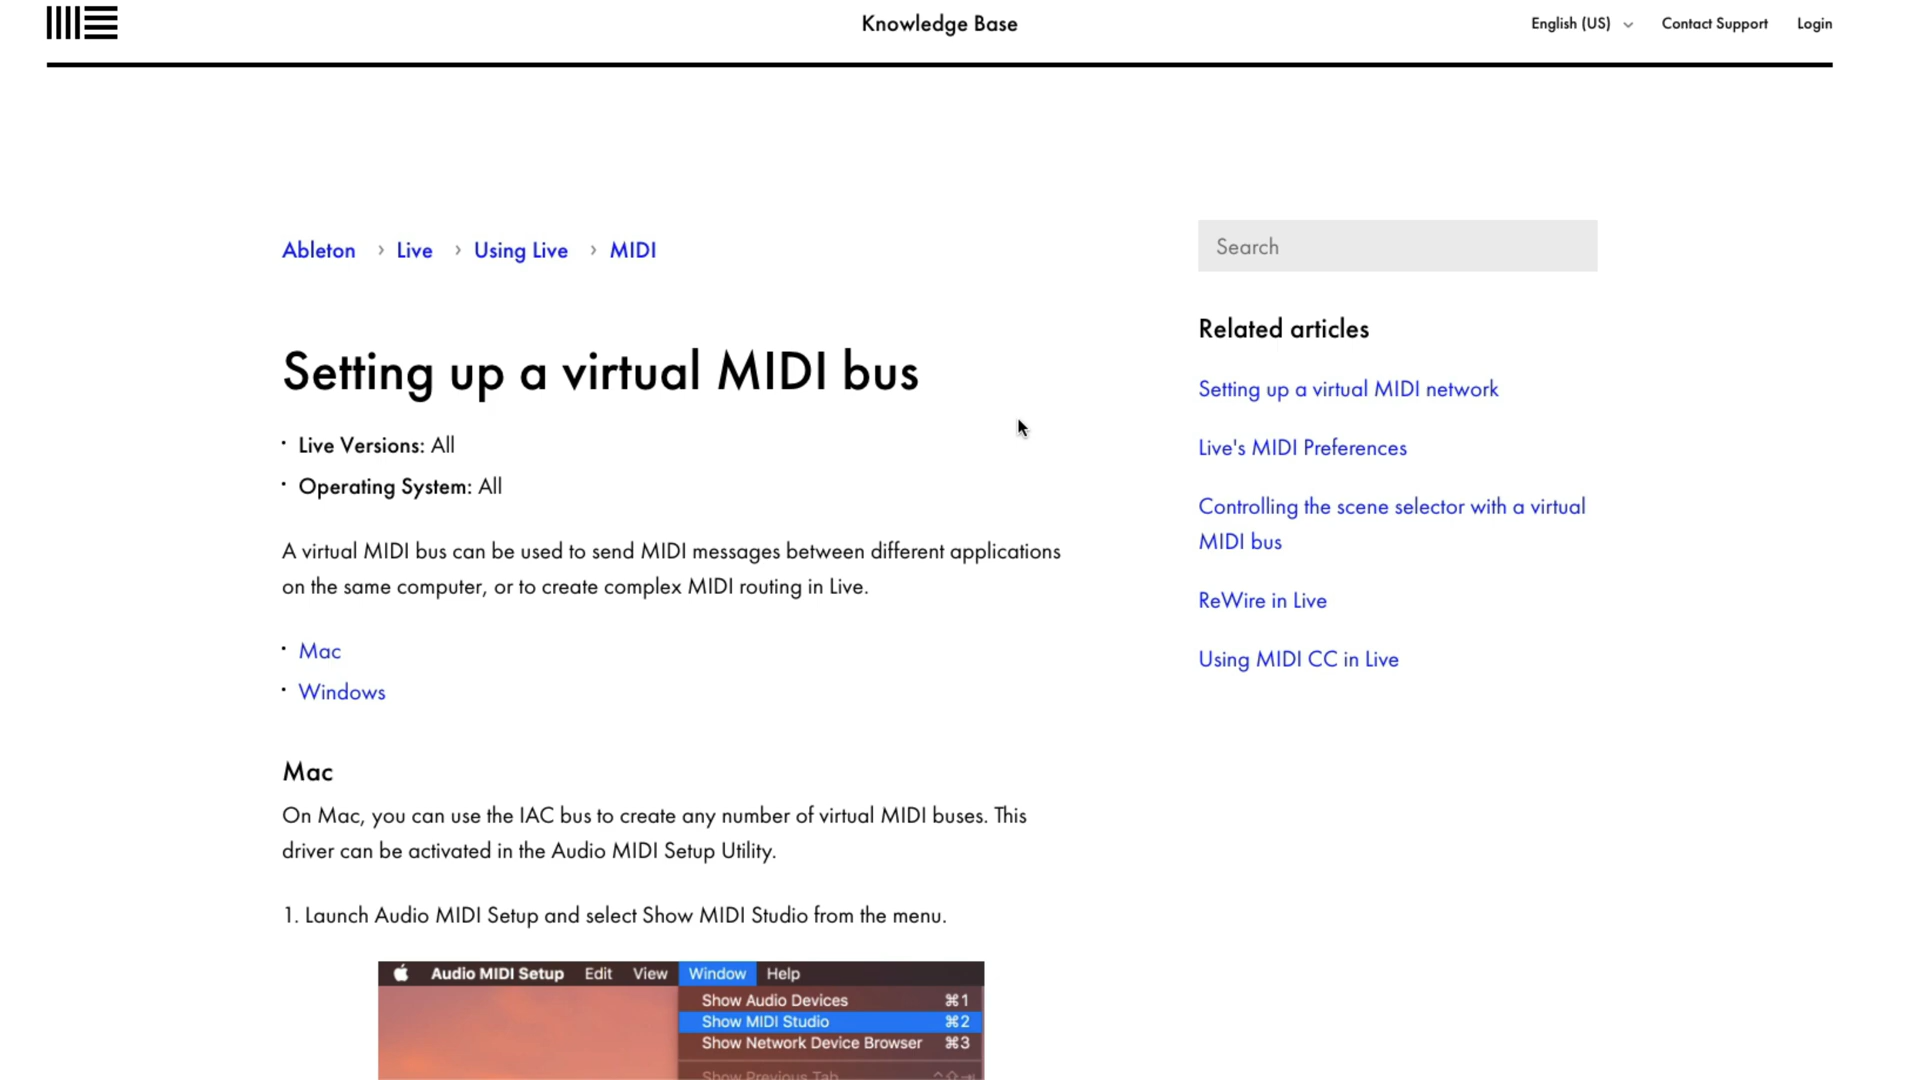 Knowledge Base
English (US)
Contact Support
Login
Ableton › Live › Using Live › MIDI
Search
Setting up a virtual MIDI bus
· Live Versions: All
· Operating System: All
A virtual MIDI bus can be used to send MIDI messages between different applications
on the same computer, or to create complex MIDI routing in Live.
· Mac
· Windows
Mac
On Mac, you can use the IAC bus to create any number of virtual MIDI buses. This
driver can be activated in the Audio MIDI Setup Utility.
1. Launch Audio MIDI Setup and select Show MIDI Studio from the menu.
Audio MIDI Setup Edit View Window Help
Show Audio Devices ⌘1
Show MIDI Studio ⌘2
Show Network Device Browser ⌘3
Show Previous Tab
Related articles
Setting up a virtual MIDI network
Live's MIDI Preferences
Controlling the scene selector with a virtual
MIDI bus
ReWire in Live
Using MIDI CC in Live